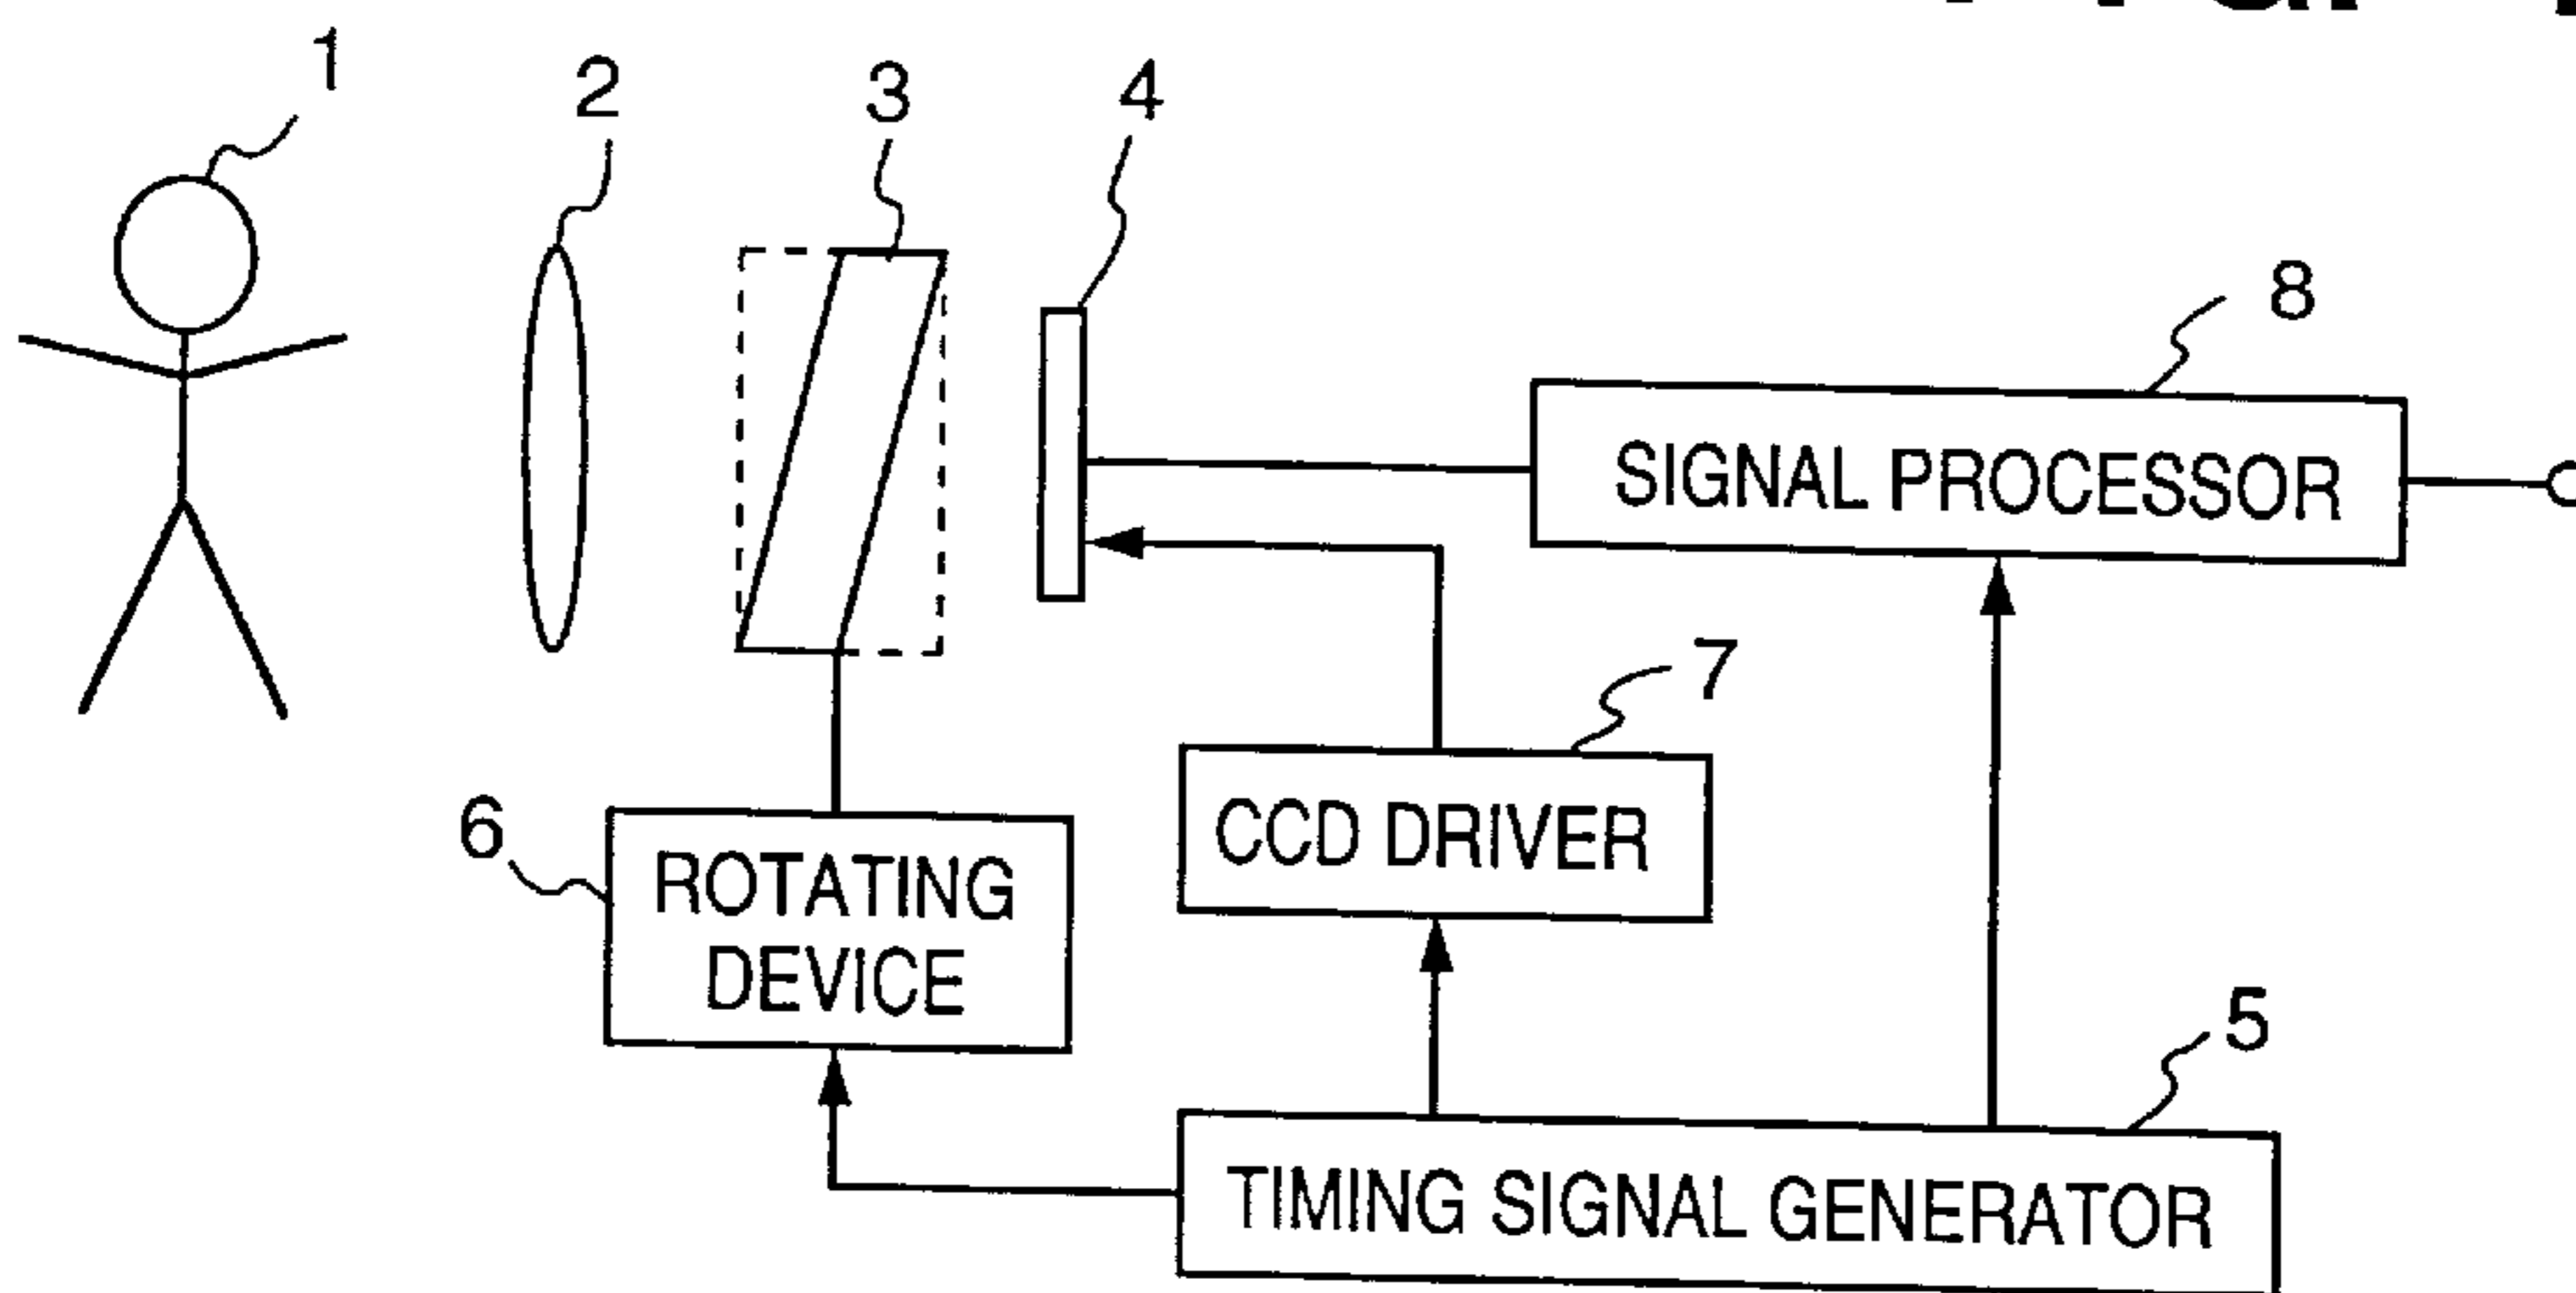 1
2
3
4
8
SIGNAL PROCESSOR
7
CCD DRIVER
6
ROTATING
DEVICE
5
TIMING SIGNAL GENERATOR